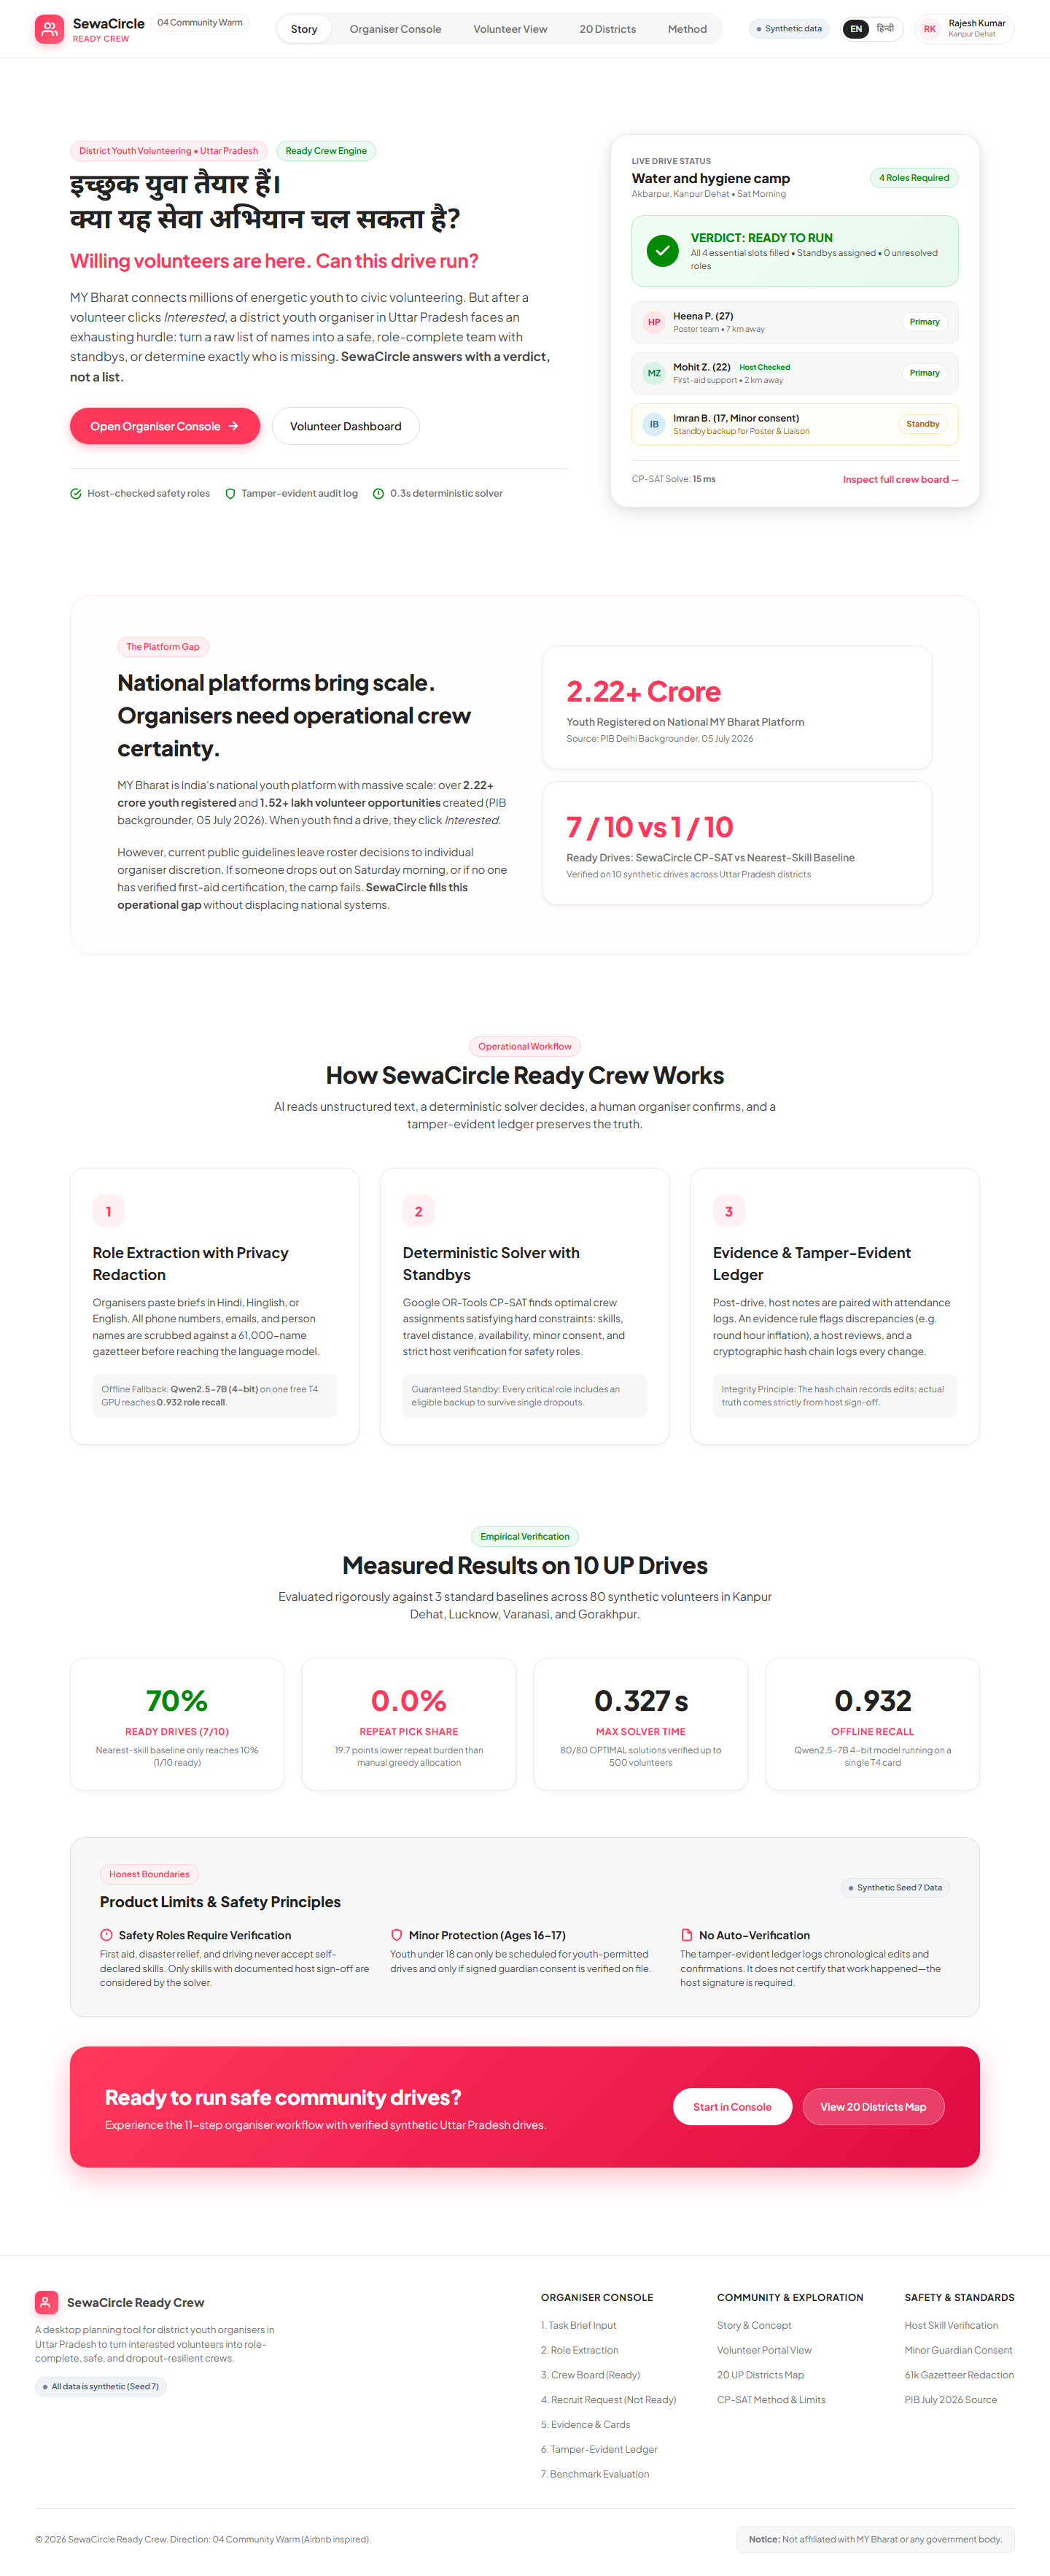 SewaCircle
READY CREW
04 Community Warm
Story
Organiser Console
Volunteer View
20 Districts
Method
Synthetic data
EN
हिन्दी
RK
Rajesh Kumar
Kanpur Dehat
District Youth Volunteering • Uttar Pradesh
Ready Crew Engine
इच्छुक युवा तैयार हैं।
क्या यह सेवा अभियान चल सकता है?
Willing volunteers are here. Can this drive run?
MY Bharat connects millions of energetic youth to civic volunteering. But after a
volunteer clicks Interested, a district youth organiser in Uttar Pradesh faces an
exhausting hurdle: turn a raw list of names into a safe, role-complete team with
standbys, or determine exactly who is missing. SewaCircle answers with a verdict,
not a list.
Open Organiser Console →
Volunteer Dashboard
Host-checked safety roles
Tamper-evident audit log
0.3s deterministic solver
LIVE DRIVE STATUS
Water and hygiene camp
Akbarpur, Kanpur Dehat • Sat Morning
4 Roles Required
VERDICT: READY TO RUN
All 4 essential slots filled • Standbys assigned • 0 unresolved
roles
HP
Heena P. (27)
Poster team • 7 km away
Primary
MZ
Mohit Z. (22)
Host Checked
First-aid support • 2 km away
Primary
IB
Imran B. (17, Minor consent)
Standby backup for Poster & Liaison
Standby
CP-SAT Solve: 15 ms
Inspect full crew board →
The Platform Gap
National platforms bring scale.
Organisers need operational crew
certainty.
MY Bharat is India's national youth platform with massive scale: over 2.22+
crore youth registered and 1.52+ lakh volunteer opportunities created (PIB
backgrounder, 05 July 2026). When youth find a drive, they click Interested.
However, current public guidelines leave roster decisions to individual
organiser discretion. If someone drops out on Saturday morning, or if no one
has verified first-aid certification, the camp fails. SewaCircle fills this
operational gap without displacing national systems.
2.22+ Crore
Youth Registered on National MY Bharat Platform
Source: PIB Delhi Backgrounder, 05 July 2026
7 / 10 vs 1 / 10
Ready Drives: SewaCircle CP-SAT vs Nearest-Skill Baseline
Verified on 10 synthetic drives across Uttar Pradesh districts
Operational Workflow
How SewaCircle Ready Crew Works
AI reads unstructured text, a deterministic solver decides, a human organiser confirms, and a
tamper-evident ledger preserves the truth.
1
Role Extraction with Privacy
Redaction
Organisers paste briefs in Hindi, Hinglish, or
English. All phone numbers, emails, and person
names are scrubbed against a 61,000-name
gazetteer before reaching the language model.
Offline Fallback: Qwen2.5-7B (4-bit) on one free T4
GPU reaches 0.932 role recall.
2
Deterministic Solver with
Standbys
Google OR-Tools CP-SAT finds optimal crew
assignments satisfying hard constraints: skills,
travel distance, availability, minor consent, and
strict host verification for safety roles.
Guaranteed Standby: Every critical role includes an
eligible backup to survive single dropouts.
3
Evidence & Tamper-Evident
Ledger
Post-drive, host notes are paired with attendance
logs. An evidence rule flags discrepancies (e.g.
round hour inflation), a host reviews, and a
cryptographic hash chain logs every change.
Integrity Principle: The hash chain records edits; actual
truth comes strictly from host sign-off.
Empirical Verification
Measured Results on 10 UP Drives
Evaluated rigorously against 3 standard baselines across 80 synthetic volunteers in Kanpur
Dehat, Lucknow, Varanasi, and Gorakhpur.
70%
READY DRIVES (7/10)
Nearest-skill baseline only reaches 10%
(1/10 ready)
0.0%
REPEAT PICK SHARE
19.7 points lower repeat burden than
manual greedy allocation
0.327 s
MAX SOLVER TIME
80/80 OPTIMAL solutions verified up to
500 volunteers
0.932
OFFLINE RECALL
Qwen2.5-7B 4-bit model running on a
single T4 card
Honest Boundaries
Product Limits & Safety Principles
Synthetic Seed 7 Data
Safety Roles Require Verification
First aid, disaster relief, and driving never accept self-
declared skills. Only skills with documented host sign-off are
considered by the solver.
Minor Protection (Ages 16–17)
Youth under 18 can only be scheduled for youth-permitted
drives and only if signed guardian consent is verified on file.
No Auto-Verification
The tamper-evident ledger logs chronological edits and
confirmations. It does not certify that work happened—the
host signature is required.
Ready to run safe community drives?
Experience the 11-step organiser workflow with verified synthetic Uttar Pradesh drives.
Start in Console
View 20 Districts Map
SewaCircle Ready Crew
A desktop planning tool for district youth organisers in
Uttar Pradesh to turn interested volunteers into role-
complete, safe, and dropout-resilient crews.
All data is synthetic (Seed 7)
ORGANISER CONSOLE
1. Task Brief Input
2. Role Extraction
3. Crew Board (Ready)
4. Recruit Request (Not Ready)
5. Evidence & Cards
6. Tamper-Evident Ledger
7. Benchmark Evaluation
COMMUNITY & EXPLORATION
Story & Concept
Volunteer Portal View
20 UP Districts Map
CP-SAT Method & Limits
SAFETY & STANDARDS
Host Skill Verification
Minor Guardian Consent
61k Gazetteer Redaction
PIB July 2026 Source
© 2026 SewaCircle Ready Crew. Direction: 04 Community Warm (Airbnb inspired).
Notice: Not affiliated with MY Bharat or any government body.